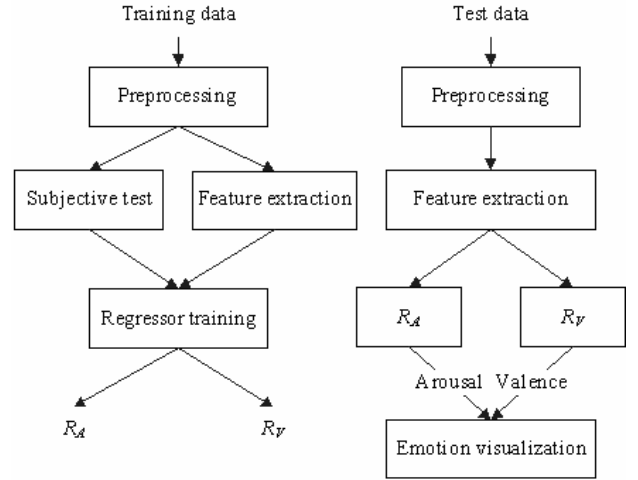 Training data
Preprocessing
Subjective test
Feature extraction
Regressor training
R_A
R_V
Test data
Preprocessing
Feature extraction
R_A
R_V
Arousal Valence
Emotion visualization